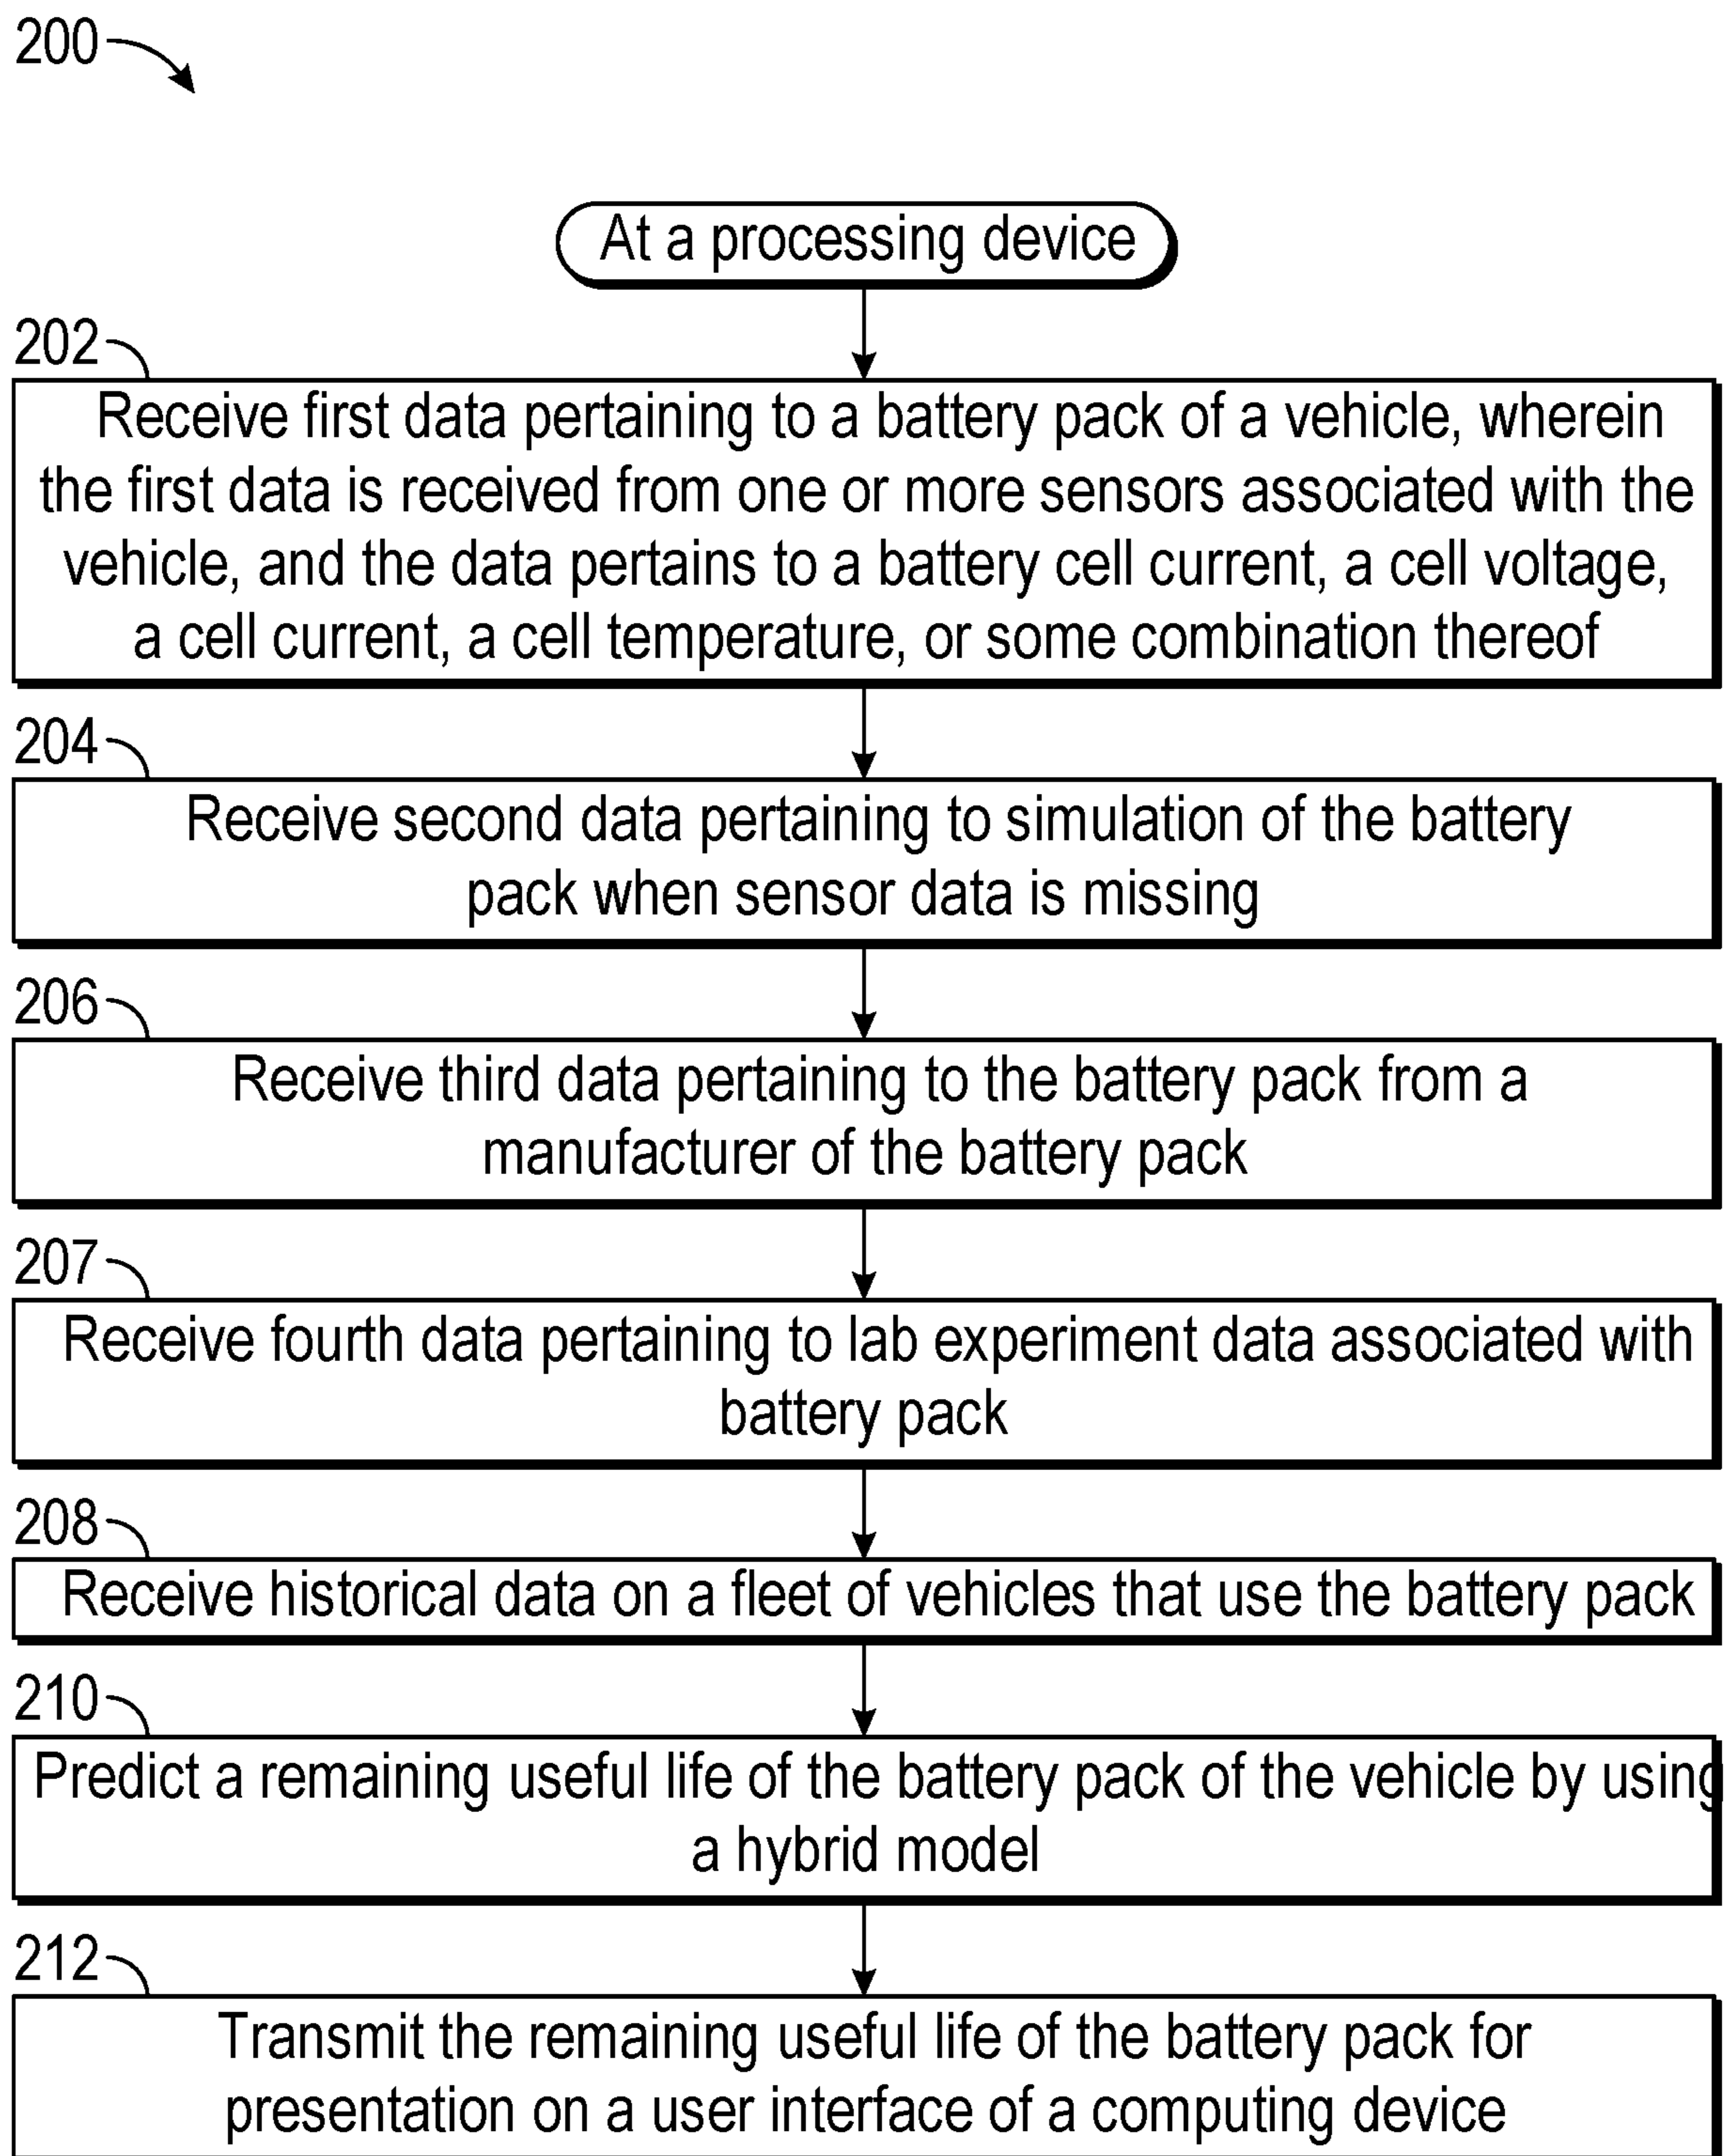 200
At a processing device
202
Receive first data pertaining to a battery pack of a vehicle, wherein
the first data is received from one or more sensors associated with the
vehicle, and the data pertains to a battery cell current, a cell voltage,
a cell current, a cell temperature, or some combination thereof
204
Receive second data pertaining to simulation of the battery
pack when sensor data is missing
206
Receive third data pertaining to the battery pack from a
manufacturer of the battery pack
207
Receive fourth data pertaining to lab experiment data associated with
battery pack
208
Receive historical data on a fleet of vehicles that use the battery pack
210
Predict a remaining useful life of the battery pack of the vehicle by using
a hybrid model
212
Transmit the remaining useful life of the battery pack for
presentation on a user interface of a computing device